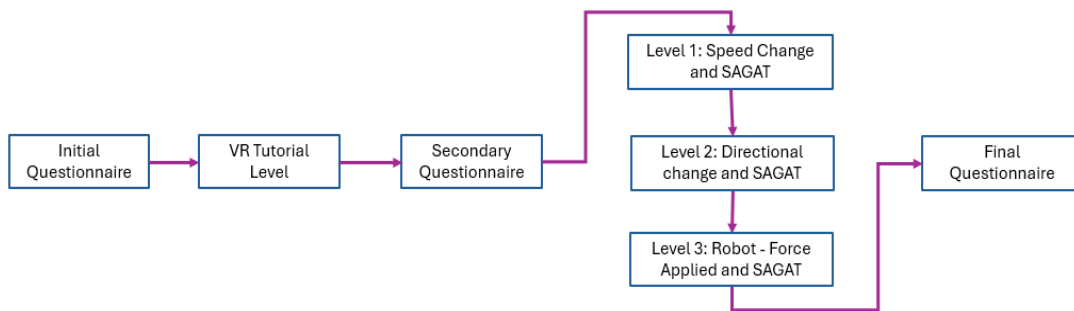 Initial
Questionnaire
VR Tutorial
Level
Secondary
Questionnaire
Level 1: Speed Change
and SAGAT
Level 2: Directional
change and SAGAT
Level 3: Robot - Force
Applied and SAGAT
Final
Questionnaire